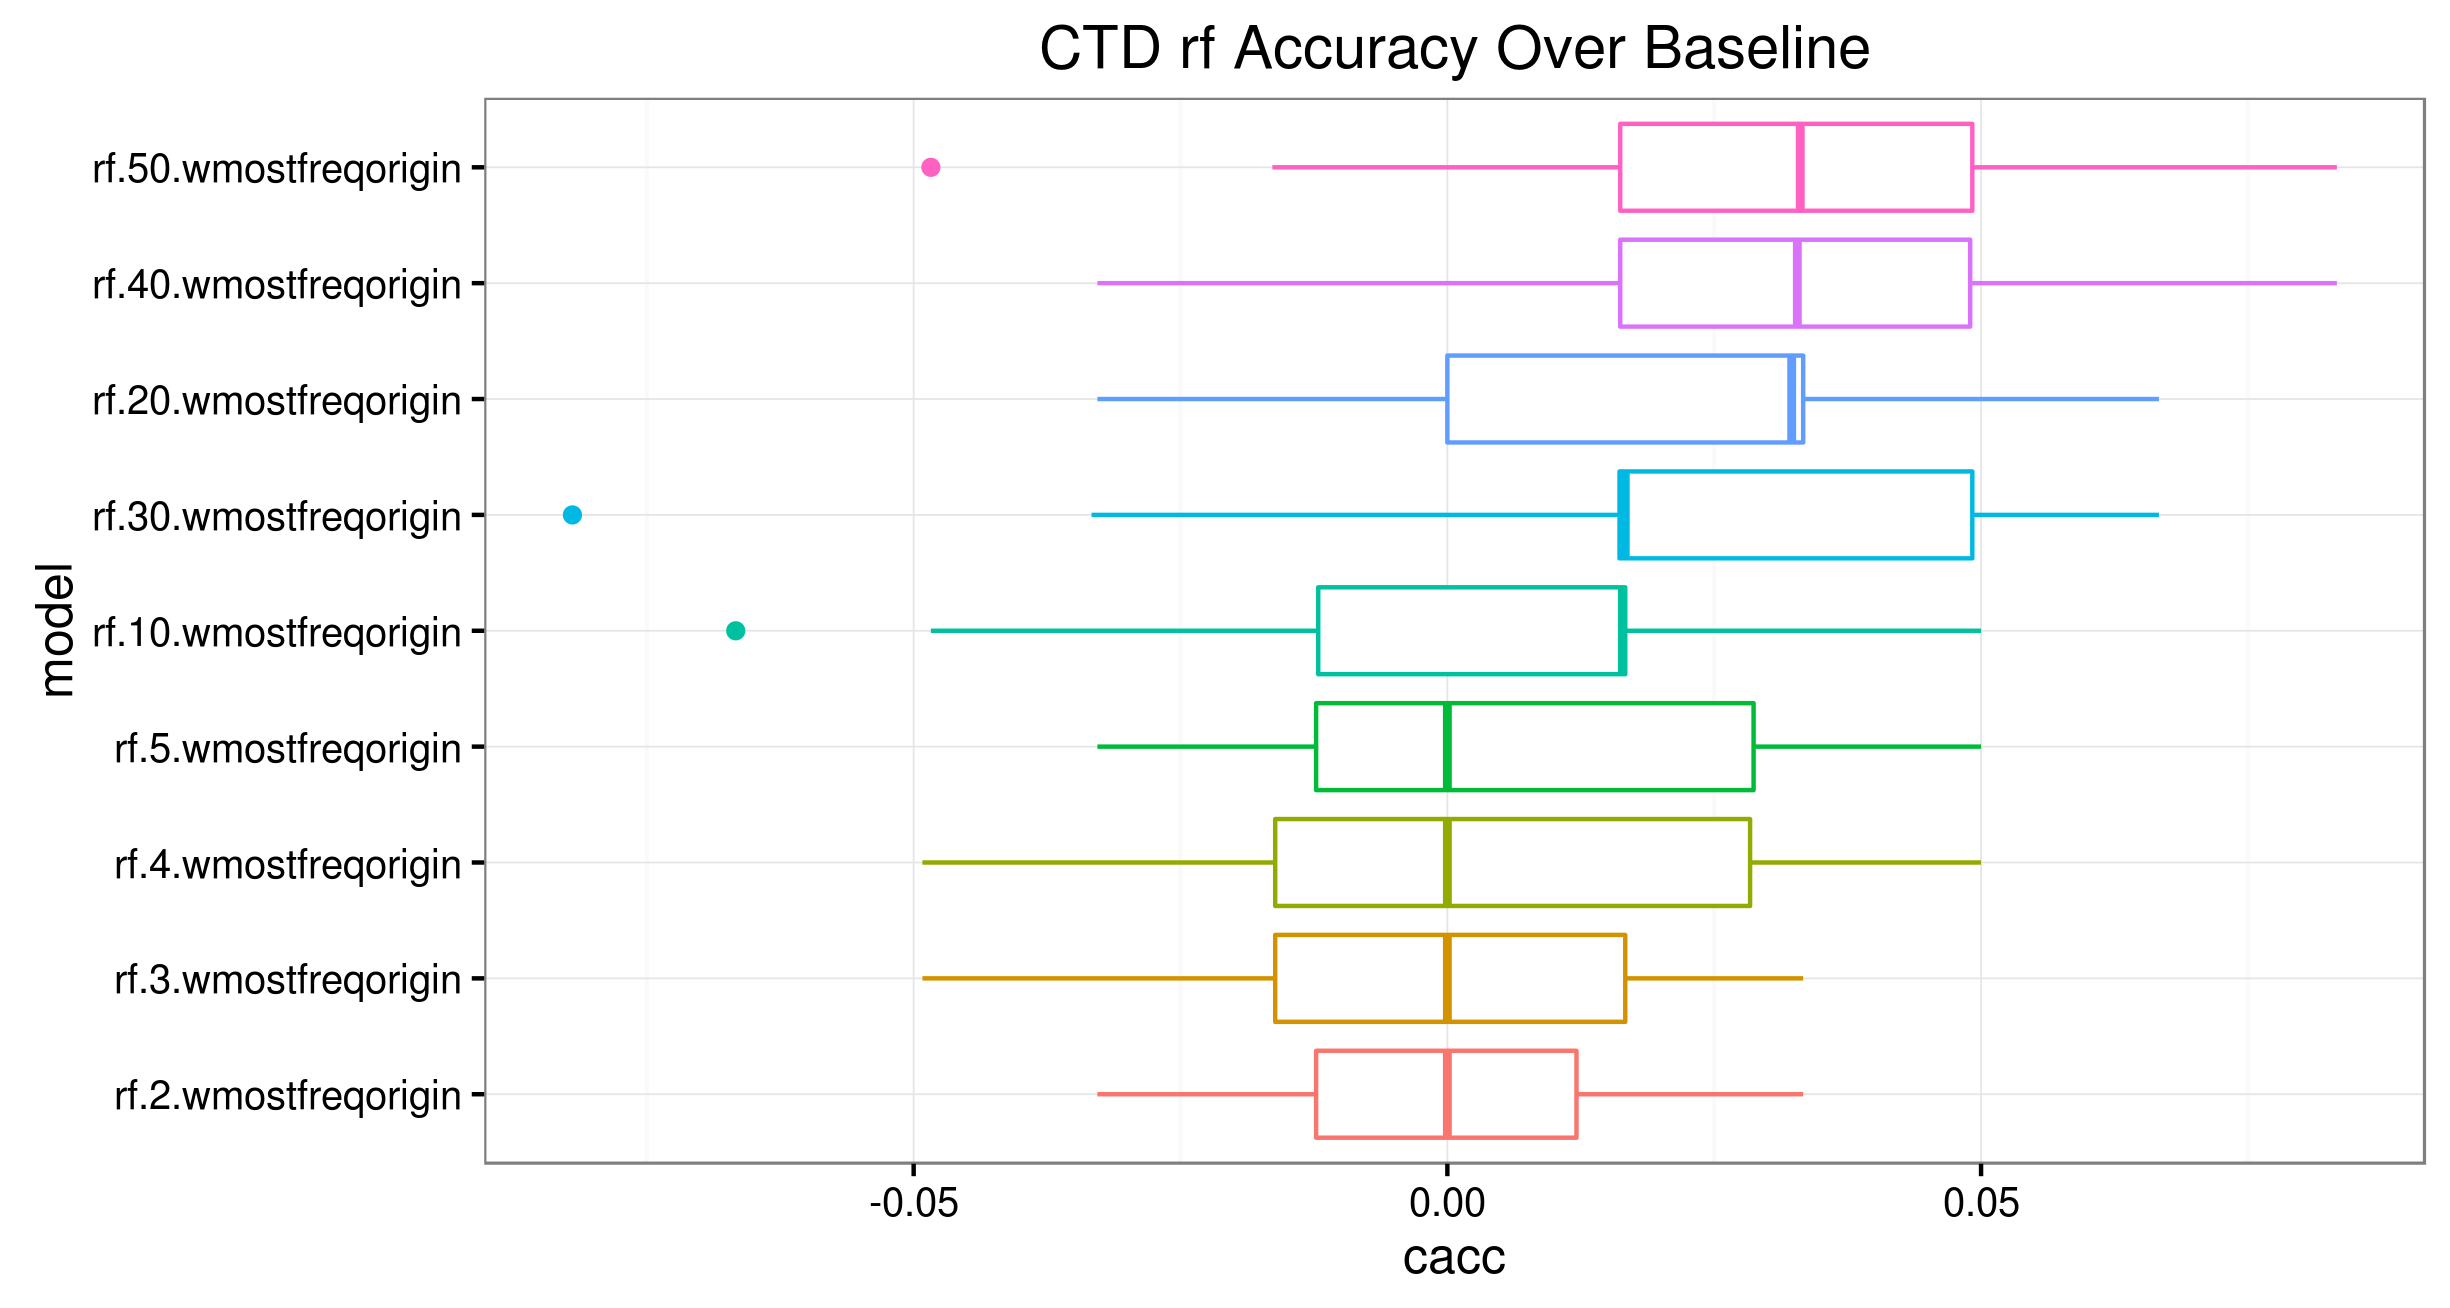 CTD rf Accuracy Over Baseline
rf.50.wmostfreqorigin
rf.40.wmostfreqorigin
rf.20.wmostfreqorigin
rf.30.wmostfreqorigin
rf.10.wmostfreqorigin
rf.5.wmostfreqorigin
rf.4.wmostfreqorigin
rf.3.wmostfreqorigin
rf.2.wmostfreqorigin
model
-0.05 0.00 0.05
cacc